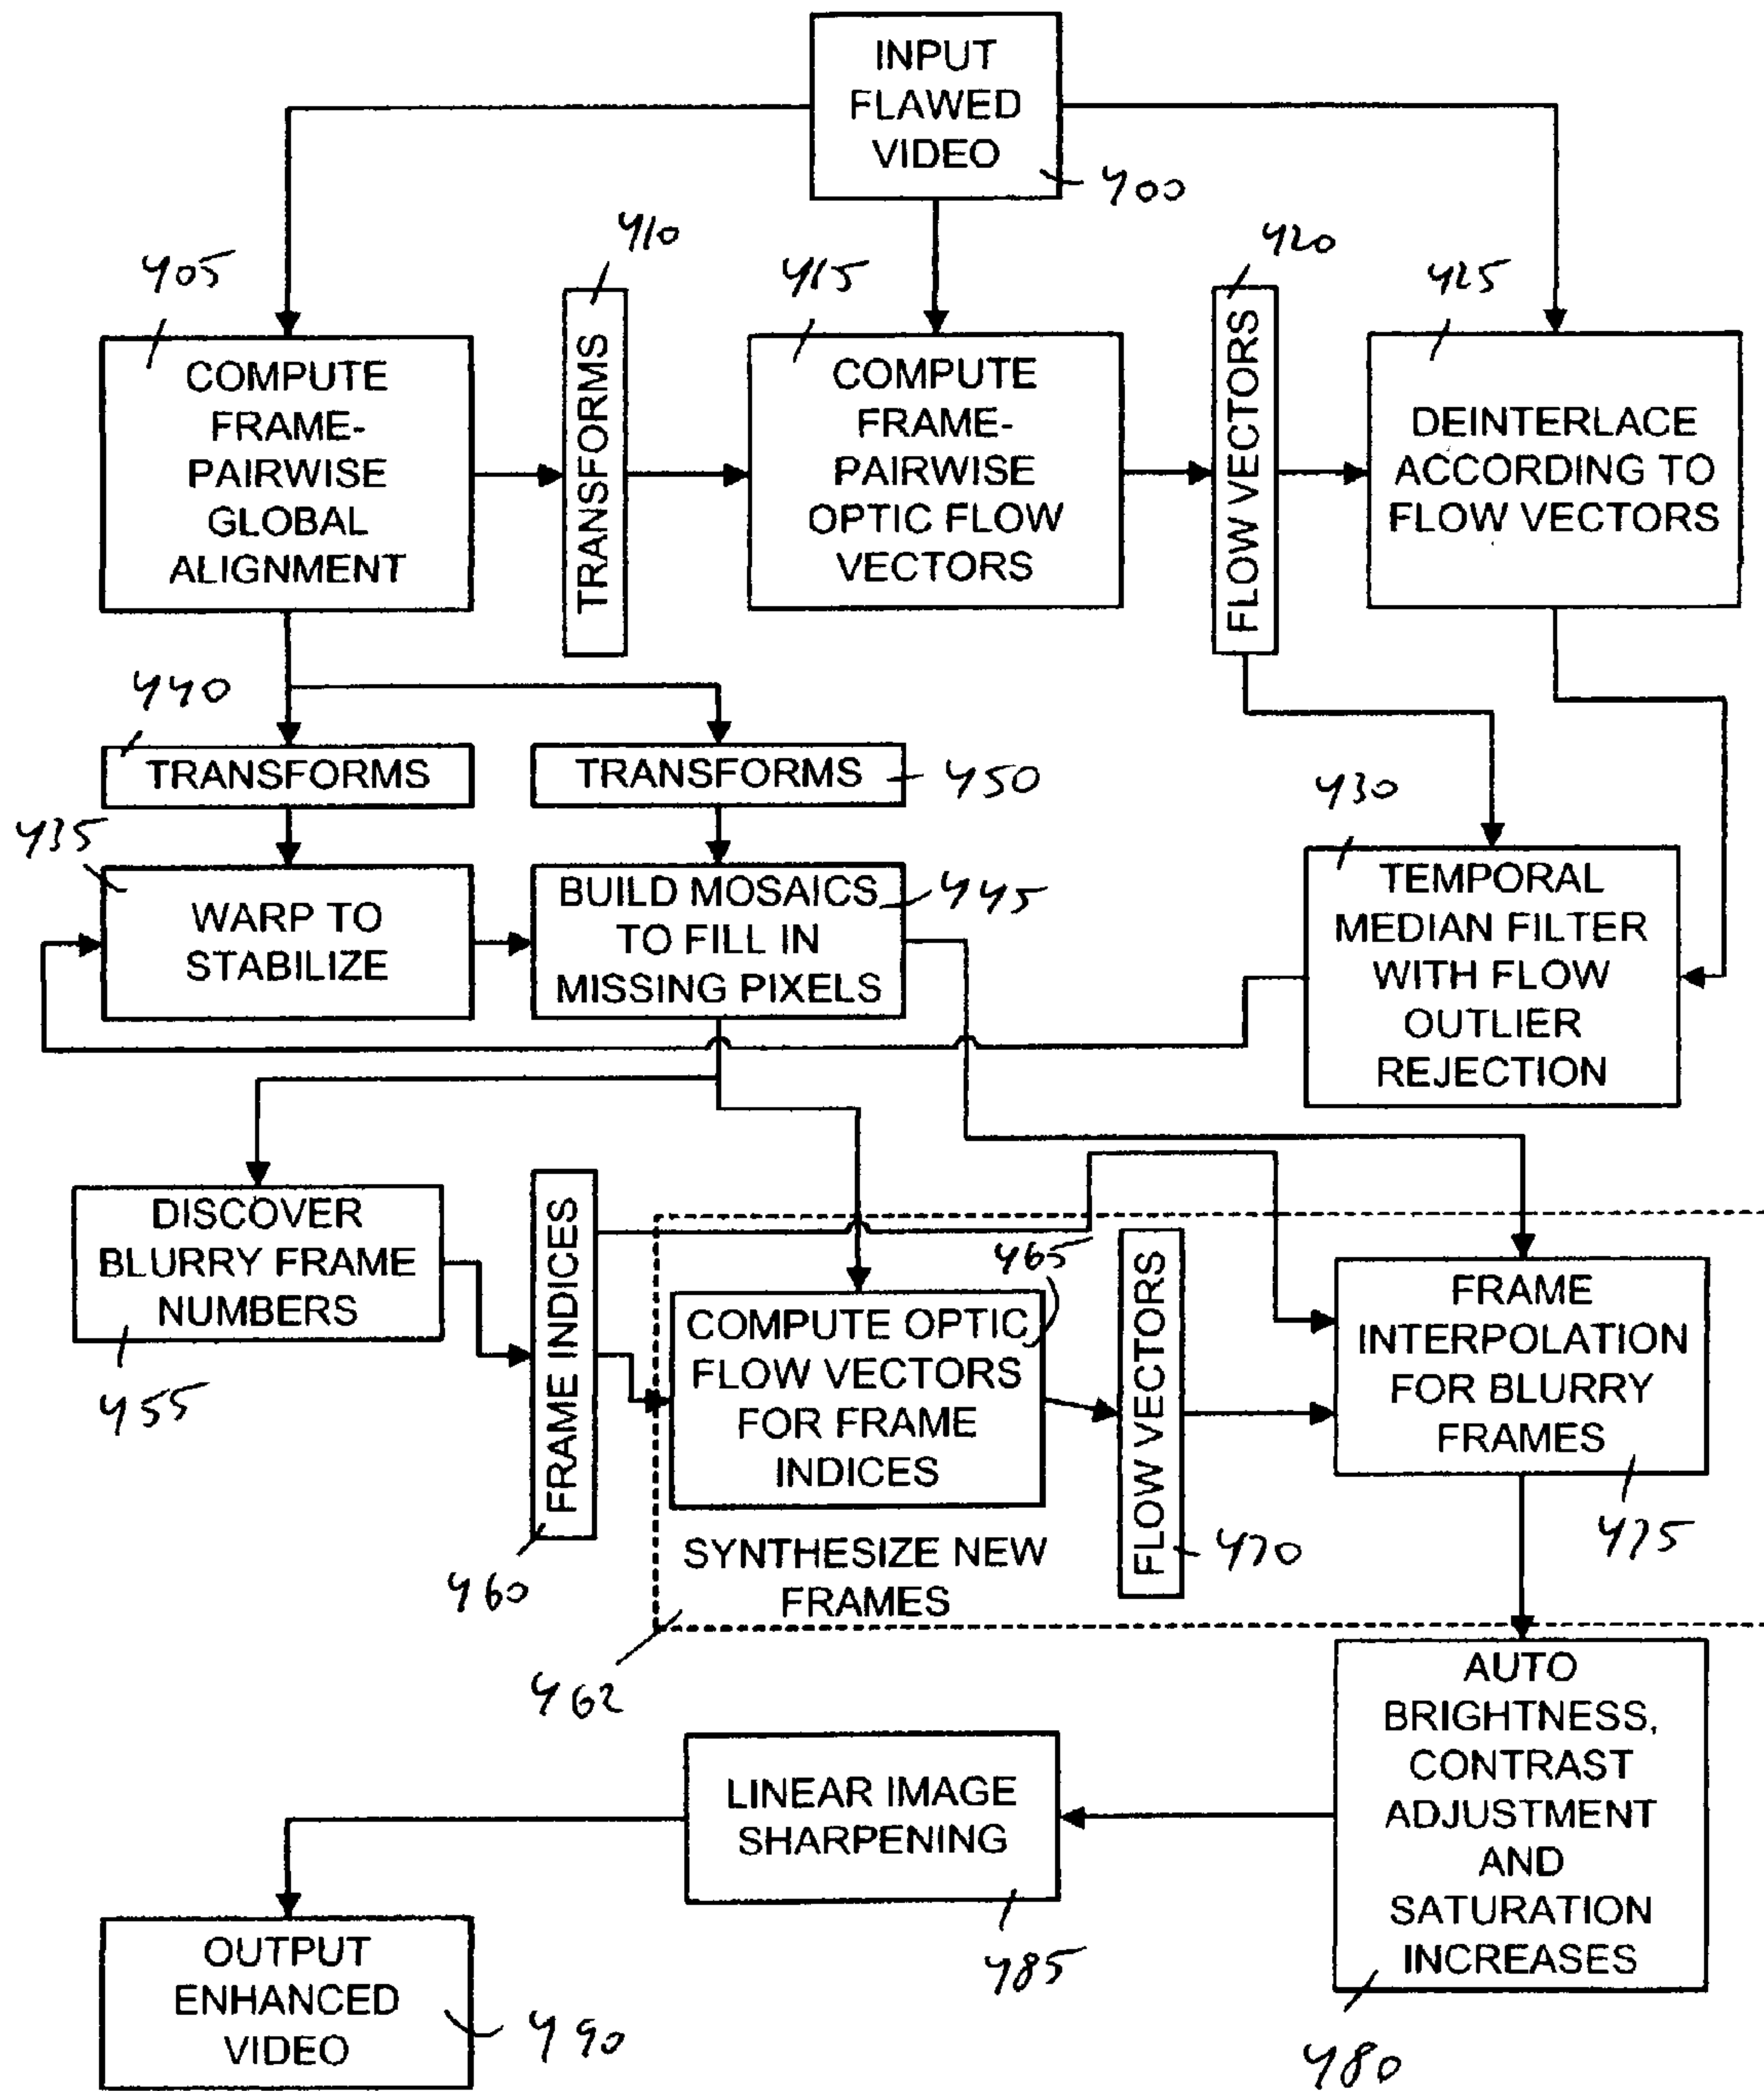 INPUT
FLAWED
VIDEO
400
405
410
415
420
425
COMPUTE
FRAME-
PAIRWISE
GLOBAL
ALIGNMENT
TRANSFORMS
COMPUTE
FRAME-
PAIRWISE
OPTIC FLOW
VECTORS
FLOW VECTORS
DEINTERLACE
ACCORDING TO
FLOW VECTORS
440
TRANSFORMS
TRANSFORMS
450
430
435
WARP TO
STABILIZE
BUILD MOSAICS
TO FILL IN
MISSING PIXELS
445
TEMPORAL
MEDIAN FILTER
WITH FLOW
OUTLIER
REJECTION
DISCOVER
BLURRY FRAME
NUMBERS
455
FRAME INDICES
460
465
COMPUTE OPTIC
FLOW VECTORS
FOR FRAME
INDICES
SYNTHESIZE NEW
FRAMES
462
FLOW VECTORS
470
FRAME
INTERPOLATION
FOR BLURRY
FRAMES
475
AUTO
BRIGHTNESS,
CONTRAST
ADJUSTMENT
AND
SATURATION
INCREASES
480
LINEAR IMAGE
SHARPENING
485
OUTPUT
ENHANCED
VIDEO
490